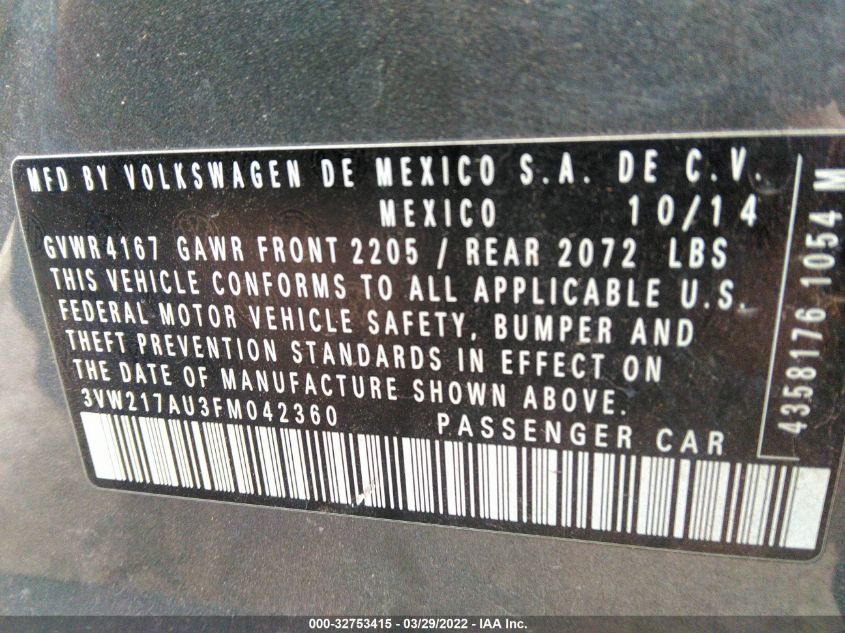 MFD BY VOLKSWAGEN DE MEXICO S.A. DE C.V.
MEXICO 10/14
GVWR4167 GAWR FRONT 2205 / REAR 2072 LBS
THIS VEHICLE CONFORMS TO ALL APPLICABLE U.S.
FEDERAL MOTOR VEHICLE SAFETY, BUMPER AND
THEFT PREVENTION STANDARDS IN EFFECT ON
THE DATE OF MANUFACTURE SHOWN ABOVE.
3VW217AU3FM042360 PASSENGER CAR
4358176 1054 M
000-32753415 - 03/29/2022 - IAA Inc.